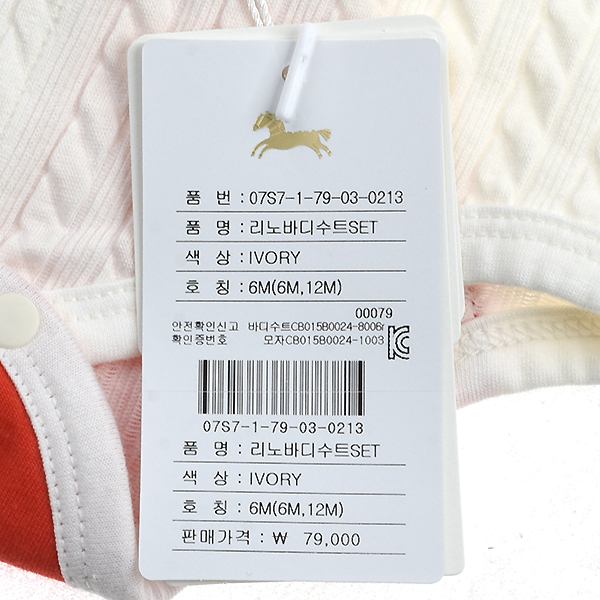 품 번 : 07S7-1-79-03-0213
품 명 : 리노바디수트SET
색 상 : IVORY
호 칭 : 6M(6M,12M)
00079
안전확인신고 바디수트CB015B0024-8006r
확인증번호 모자CB015B0024-1003
07S7-1-79-03-0213
품 명 : 리노바디수트SET
색 상 : IVORY
호 칭 : 6M(6M,12M)
판매가격 : ₩ 79,000